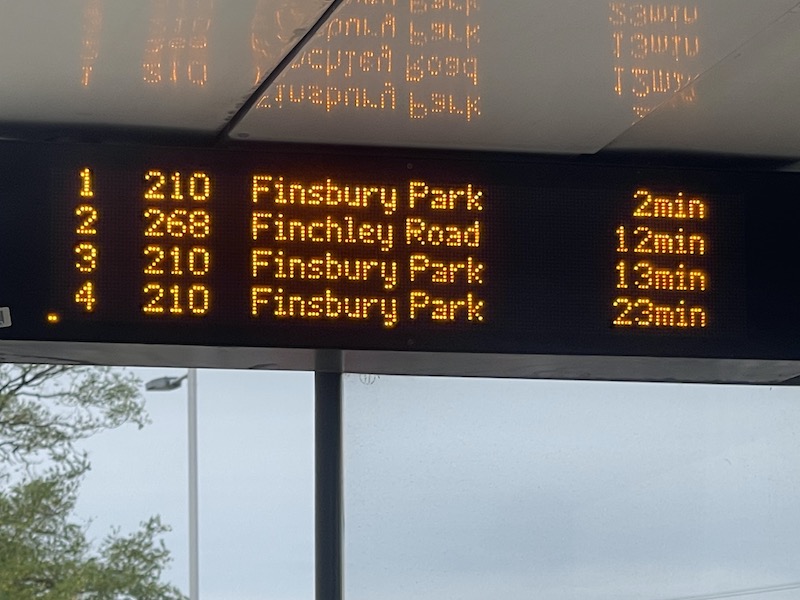 1 210 Finsbury Park 2min
2 268 Finchley Road 12min
3 210 Finsbury Park 13min
4 210 Finsbury Park 23min